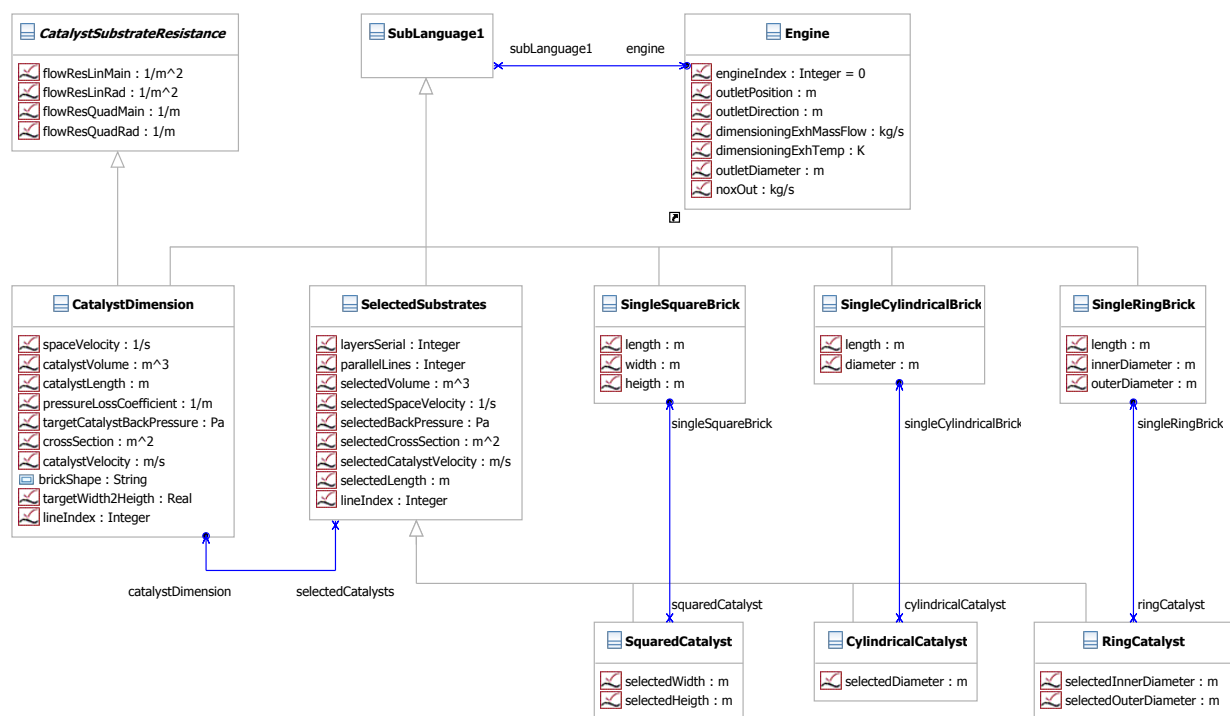 CatalystSubstrateResistance
flowResLinMain : 1/m^2
flowResLinRad : 1/m^2
flowResQuadMain : 1/m
flowResQuadRad : 1/m
SubLanguage1
subLanguage1
engine
Engine
engineIndex : Integer = 0
outletPosition : m
outletDirection : m
dimensioningExhMassFlow : kg/s
dimensioningExhTemp : K
outletDiameter : m
noxOut : kg/s
CatalystDimension
spaceVelocity : 1/s
catalystVolume : m^3
catalystLength : m
pressureLossCoefficient : 1/m
targetCatalystBackPressure : Pa
crossSection : m^2
catalystVelocity : m/s
brickShape : String
targetWidth2Heigth : Real
lineIndex : Integer
SelectedSubstrates
layersSerial : Integer
parallelLines : Integer
selectedVolume : m^3
selectedSpaceVelocity : 1/s
selectedBackPressure : Pa
selectedCrossSection : m^2
selectedCatalystVelocity : m/s
selectedLength : m
lineIndex : Integer
SingleSquareBrick
length : m
width : m
heigth : m
SingleCylindricalBrick
length : m
diameter : m
SingleRingBrick
length : m
innerDiameter : m
outerDiameter : m
singleSquareBrick
singleCylindricalBrick
singleRingBrick
catalystDimension
selectedCatalysts
squaredCatalyst
cylindricalCatalyst
ringCatalyst
SquaredCatalyst
selectedWidth : m
selectedHeigth : m
CylindricalCatalyst
selectedDiameter : m
RingCatalyst
selectedInnerDiameter : m
selectedOuterDiameter : m